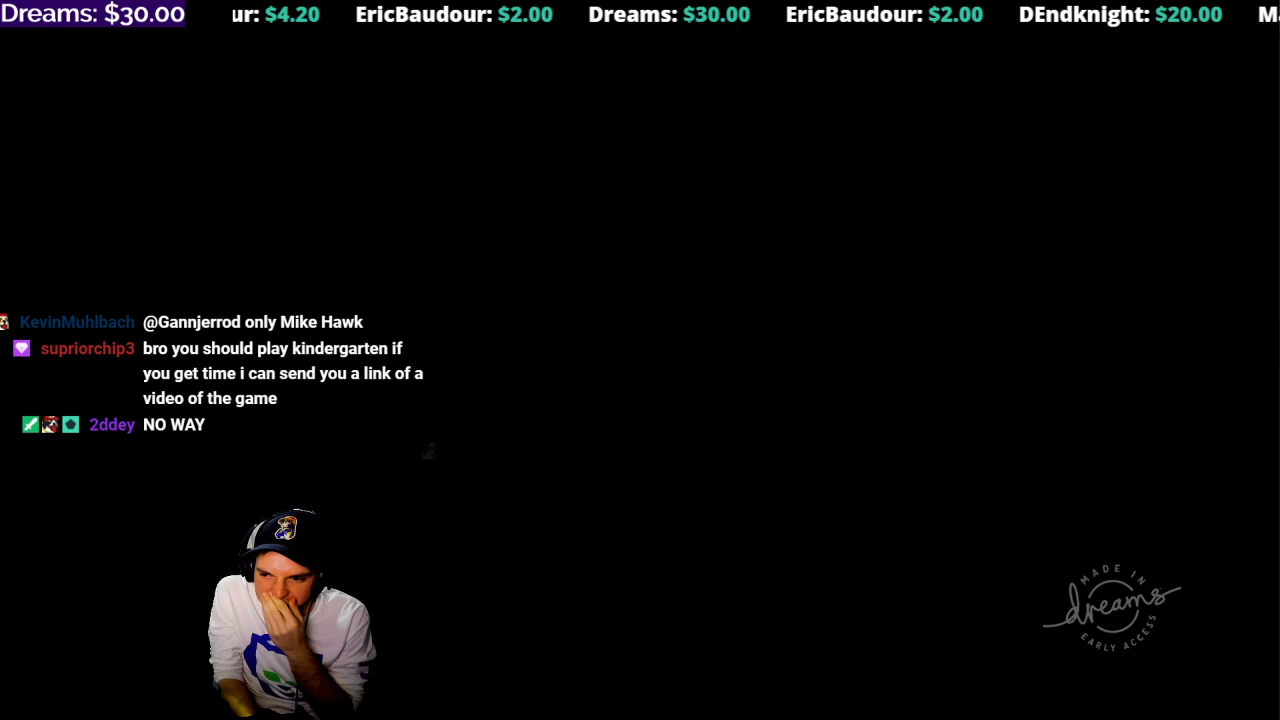 Dreams: $30.00
ur: $4.20 EricBaudour: $2.00 Dreams: $30.00 EricBaudour: $2.00 DEndknight: $20.00 Ma
KevinMuhlbach @Gannjerrod only Mike Hawk
supriorchip3 bro you should play kindergarten if
you get time i can send you a link of a
video of the game
2ddey NO WAY
MADE IN
dreams
EARLY ACCESS